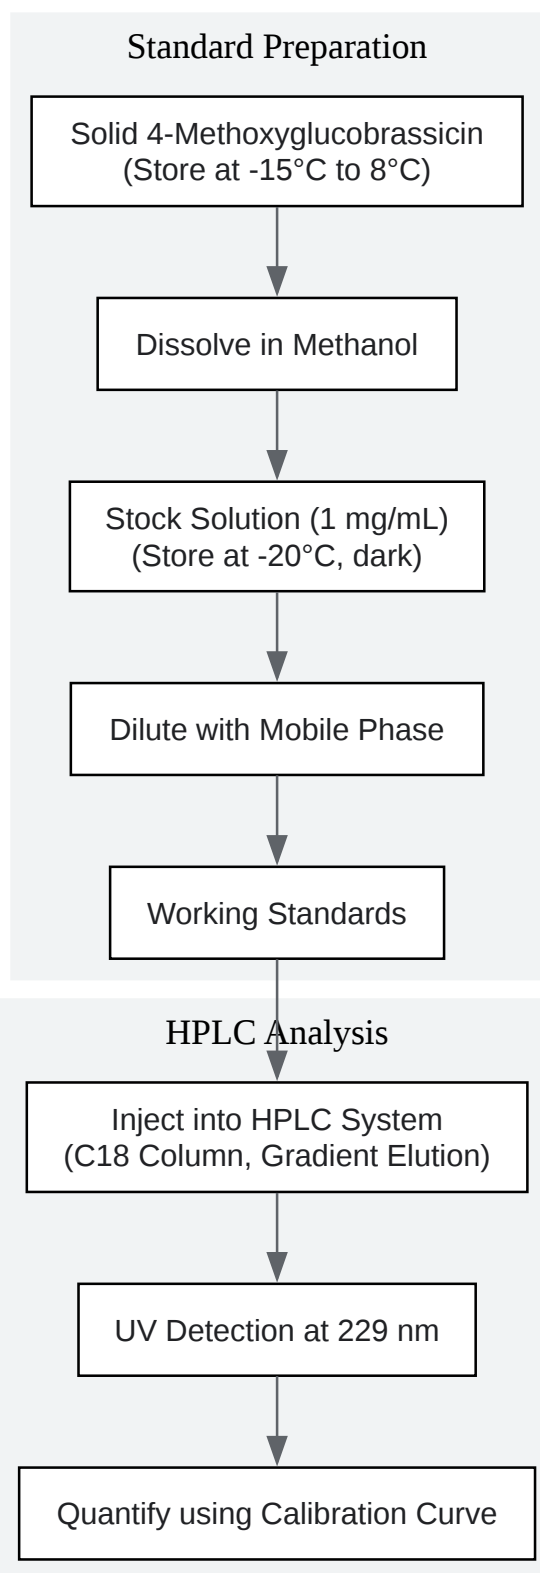 Standard Preparation
Solid 4-Methoxyglucobrassicin
(Store at -15°C to 8°C)
Dissolve in Methanol
Stock Solution (1 mg/mL)
(Store at -20°C, dark)
Dilute with Mobile Phase
Working Standards
HPLC Analysis
Inject into HPLC System
(C18 Column, Gradient Elution)
UV Detection at 229 nm
Quantify using Calibration Curve